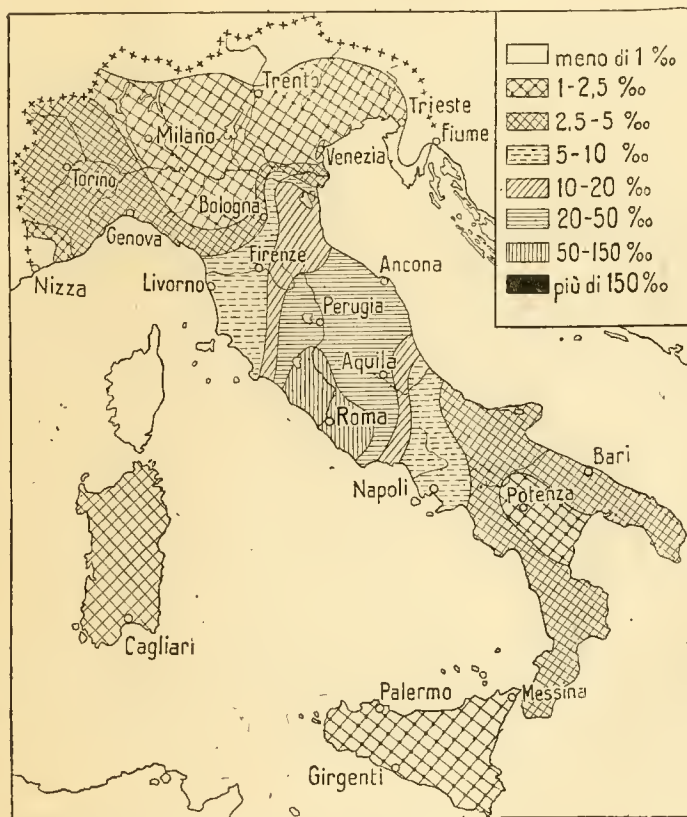 meno di 1 ‰
1-2,5 ‰
2,5-5 ‰
5-10 ‰
10-20 ‰
20-50 ‰
50-150 ‰
più di 150 ‰
Trento
Trieste
Milano
Fiume
Venezia
Torino
Bologna
Genova
Firenze
Nizza
Livorno
Ancona
Perugia
Aquila
Roma
Bari
Napoli
Potenza
Cagliari
Palermo
Messina
Girgenti